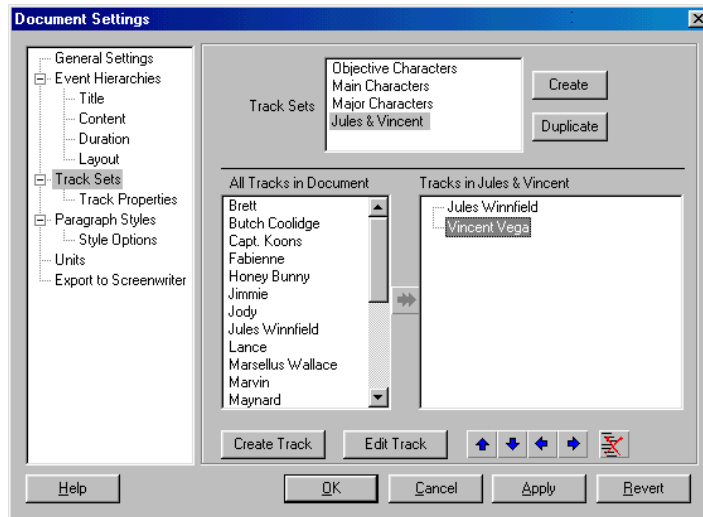 Document Settings
General Settings
Event Hierarchies
Title
Content
Duration
Layout
Track Sets
Track Properties
Paragraph Styles
Style Options
Units
Export to Screenwriter
Track Sets
Objective Characters
Main Characters
Major Characters
Jules & Vincent
Create
Duplicate
All Tracks in Document
Brett
Butch Coolidge
Capt. Koons
Fabienne
Honey Bunny
Jimmie
Jody
Jules Winnfield
Lance
Marsellus Wallace
Marvin
Maynard
Tracks in Jules & Vincent
Jules Winnfield
Vincent Vega
Create Track
Edit Track
Help
OK
Cancel
Apply
Revert